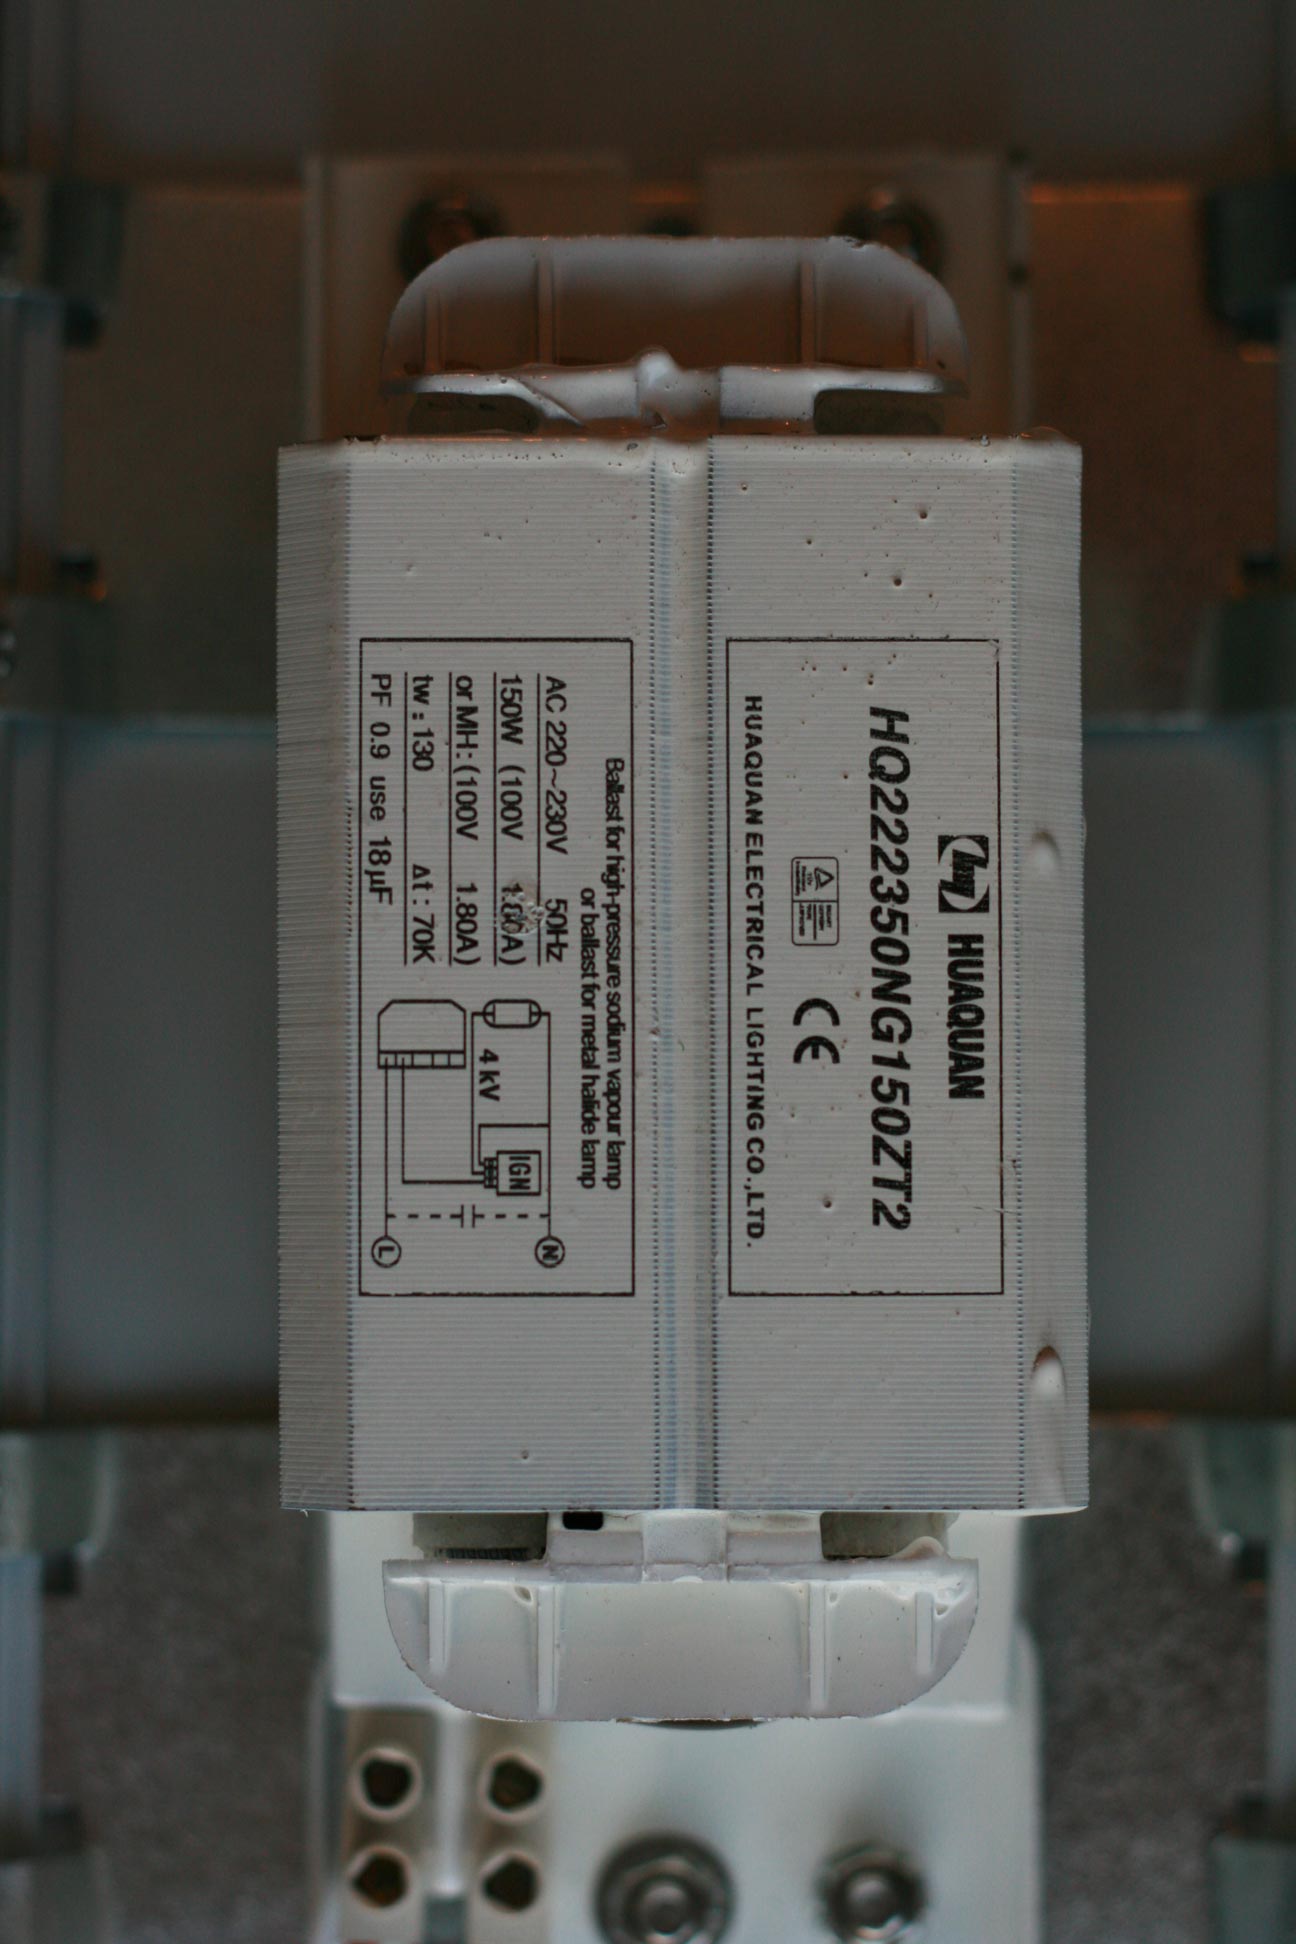 HUAQUAN
HQ222350NG150ZT2
CE
HUAQUAN ELECTRICAL LIGHTING CO.,LTD.
Ballast for high-pressure sodium vapour lamp
or ballast for metal halide lamp
AC 220~230V 50Hz
150W (100V 1.80A)
or MH: (100V 1.80A)
tw : 130 Δt : 70K
PF 0.9 use 18µF
4 kV
IGN
L
N